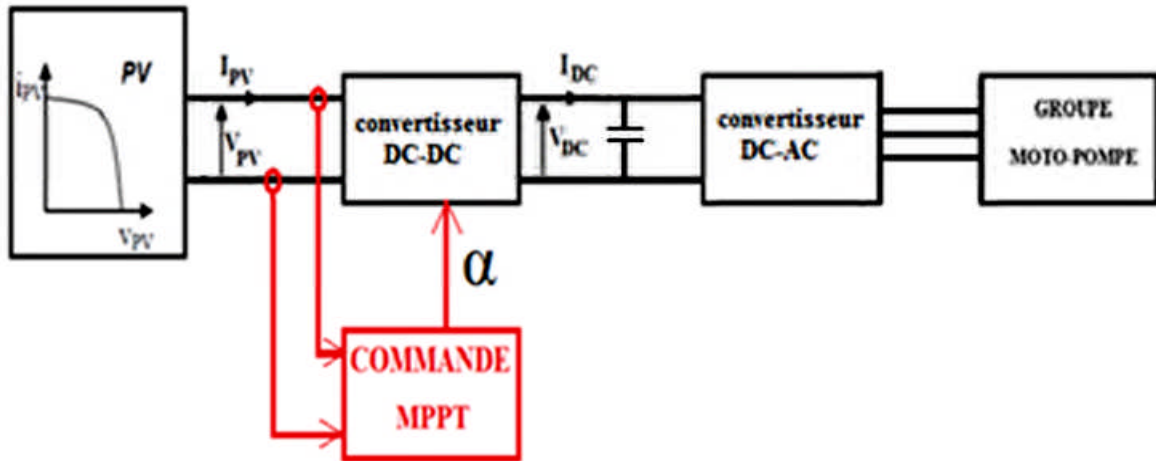 PV
iPV
VPV
IPV
VPV
convertisseur
DC-DC
IDC
VDC
convertisseur
DC-AC
GROUPE
MOTO-POMPE
α
COMMANDE
MPPT